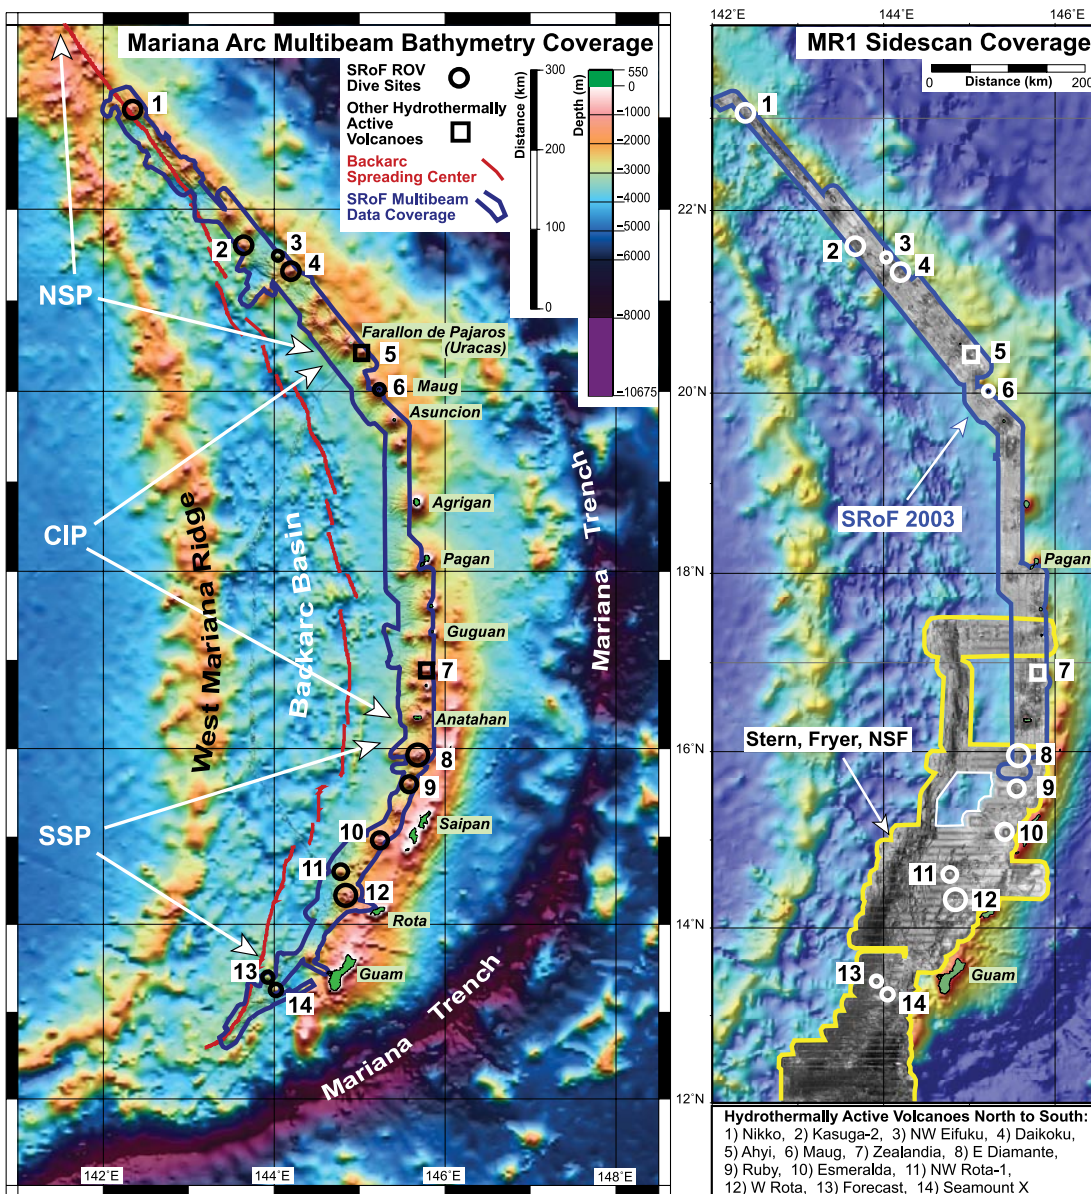 Mariana Arc Multibeam Bathymetry Coverage
SRoF ROV
Dive Sites
Other Hydrothermally
Active
Volcanoes
Backarc
Spreading Center
SRoF Multibeam
Data Coverage
Distance (km)
300
200
100
0
Depth (m)
550
0
−1000
−2000
−3000
−4000
−5000
−6000
−8000
−10675
1
2
3
4
NSP
Farallon de Pajaros
(Uracas)
5
6
Maug
Asuncion
Agrigan
CIP
Pagan
Guguan
7
Anatahan
8
9
SSP
Saipan
10
11
12
Rota
13
14
Guam
West Mariana Ridge
Backarc Basin
Mariana
Trench
Mariana
Trench
142°E
144°E
146°E
148°E
142°E
144°E
146°E
MR1 Sidescan Coverage
0
200
Distance (km)
1
22°N
2
3
4
5
20°N
6
SRoF 2003
18°N
Pagan
7
16°N
Stern, Fryer, NSF
8
9
10
11
12
14°N
13
14
Guam
12°N
Hydrothermally Active Volcanoes North to South:
1) Nikko, 2) Kasuga-2, 3) NW Eifuku, 4) Daikoku,
5) Ahyi, 6) Maug, 7) Zealandia, 8) E Diamante,
9) Ruby, 10) Esmeralda, 11) NW Rota-1,
12) W Rota, 13) Forecast, 14) Seamount X